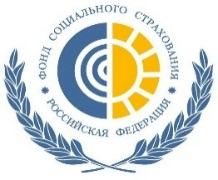 ФОНД СОЦИАЛЬНОГО СТРАХОВАНИЯ
РОССИЙСКАЯ ФЕДЕРАЦИЯ